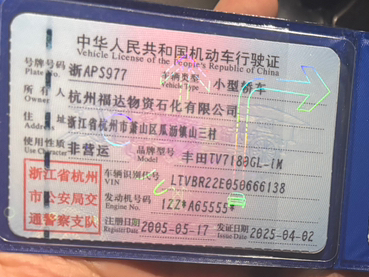 中华人民共和国机动车行驶证
Vehicle License of the People's Republic of China
号牌号码 浙APS977 车辆类型 小型轿车
Plate No. Vehicle Type
所有人 杭州福达物资石化有限公司
Owner
住址 浙江省杭州市萧山区瓜沥镇山三村
Address
使用性质 非营运 品牌型号 丰田TV7180GL-iM
Use Character Model
浙江省杭州市公安局交通警察支队
车辆识别代号 LTVBR22E050666138
VIN
发动机号码 1ZZ*A65555*
Engine No.
注册日期 2005-05-17 发证日期 2025-04-02
Register Date Issue Date